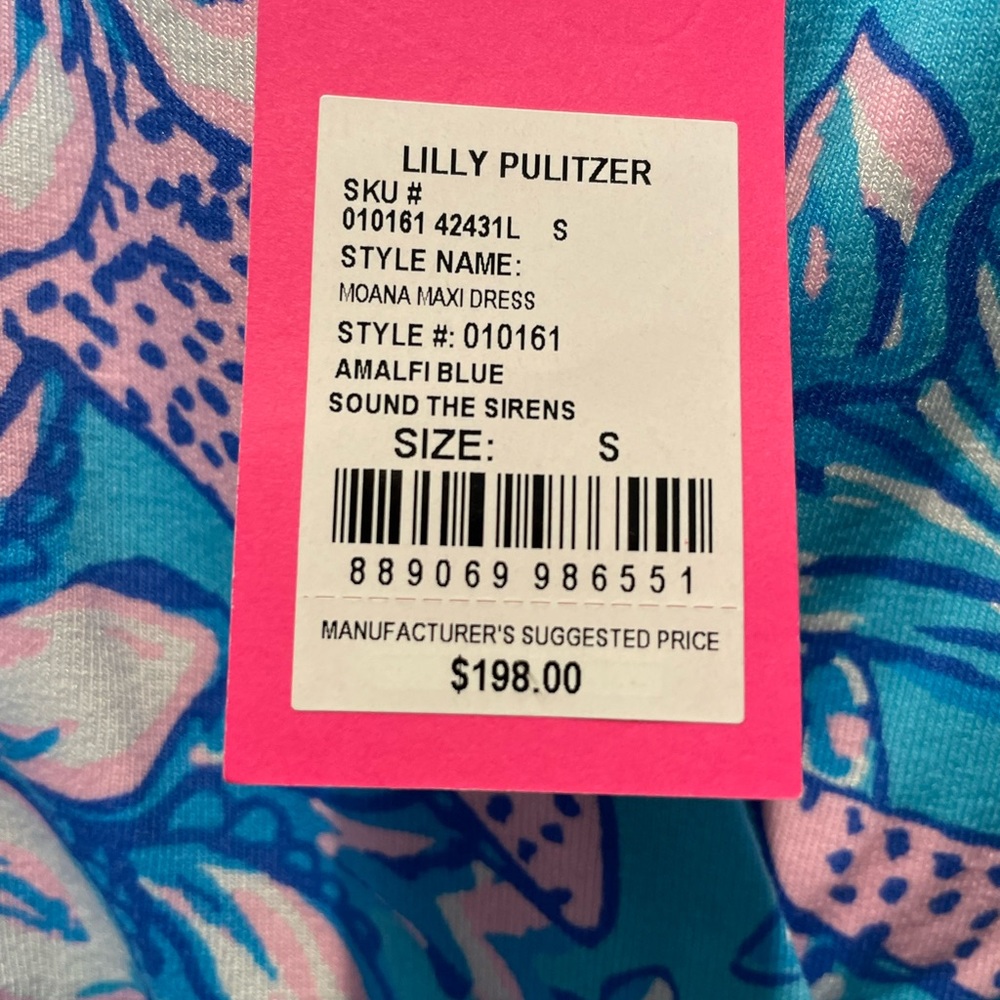 LILLY PULITZER
SKU #
010161 42431L S
STYLE NAME:
MOANA MAXI DRESS
STYLE #: 010161
AMALFI BLUE
SOUND THE SIRENS
SIZE: S
889069 986551
MANUFACTURER'S SUGGESTED PRICE
$198.00